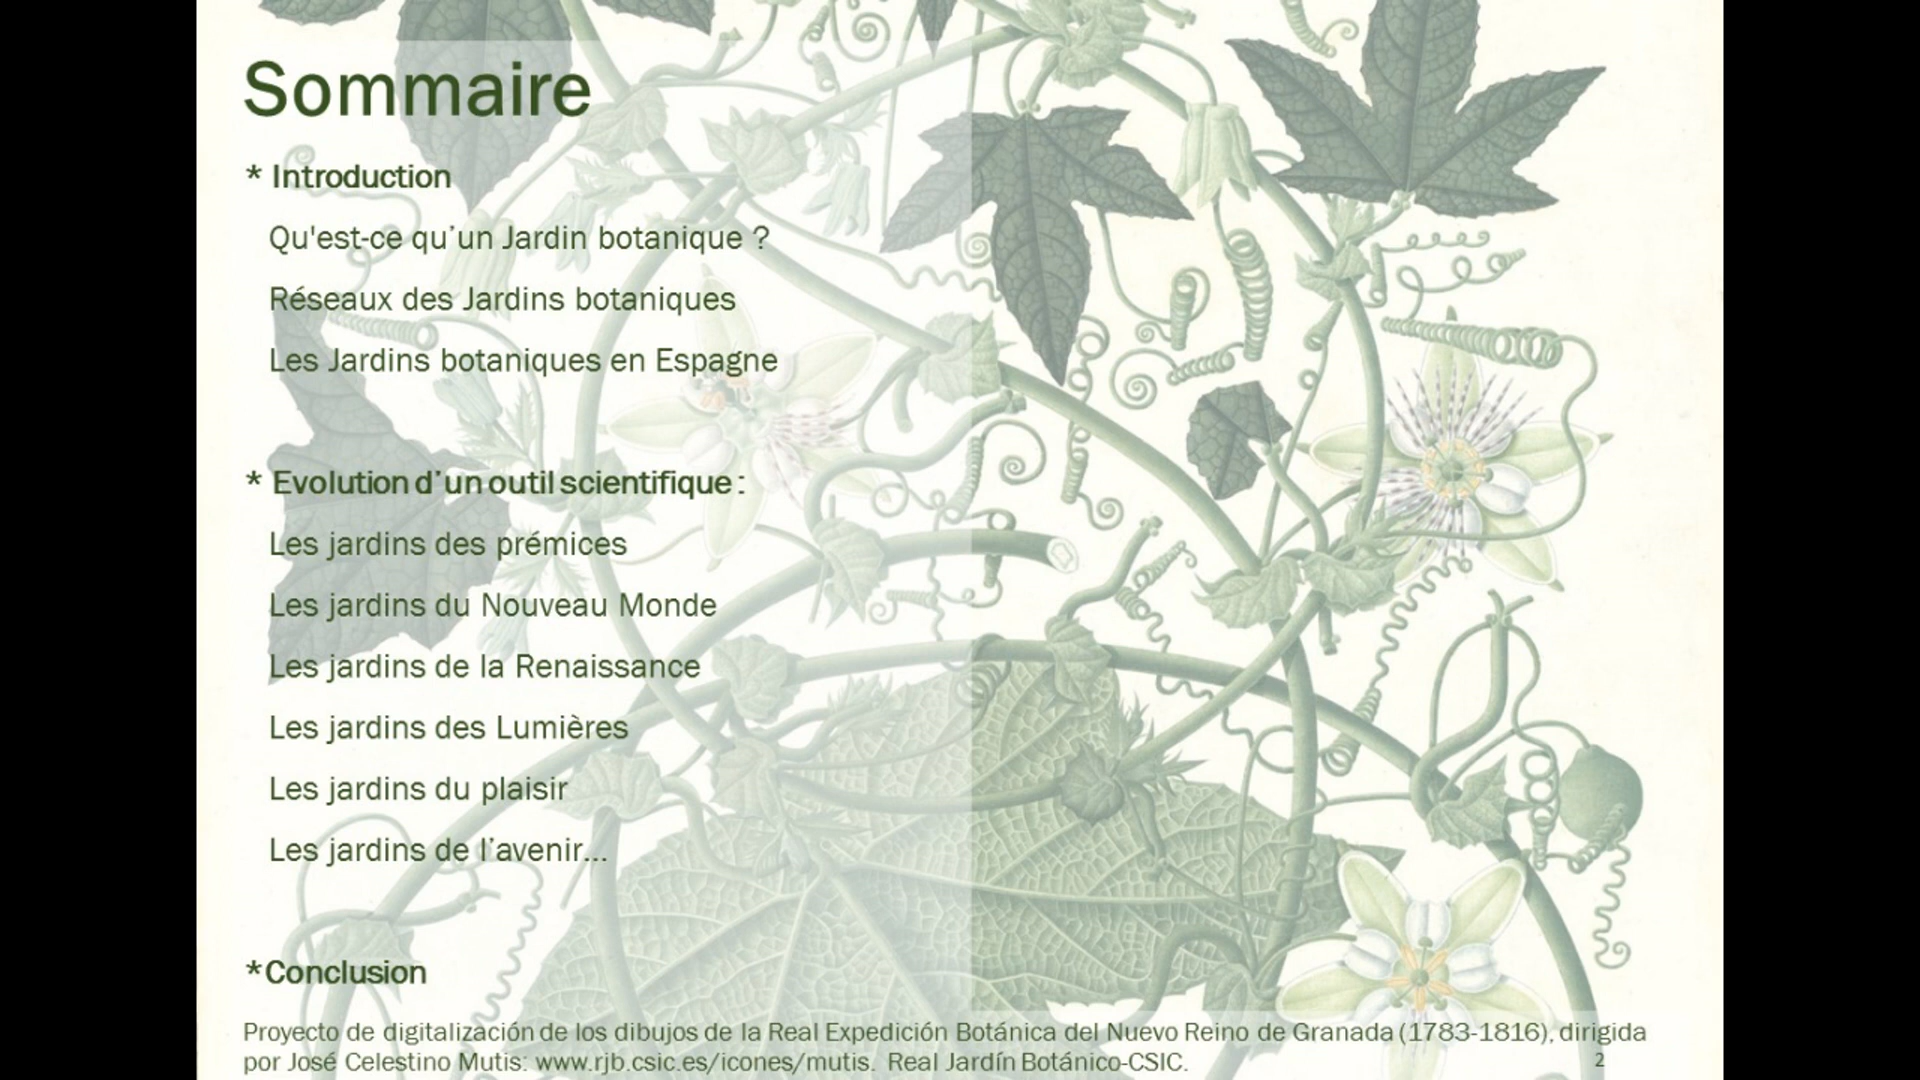 Sommaire
* Introduction
Qu'est-ce qu’un Jardin botanique ?
Réseaux des Jardins botaniques
Les Jardins botaniques en Espagne
* Evolution d’un outil scientifique :
Les jardins des prémices
Les jardins du Nouveau Monde
Les jardins de la Renaissance
Les jardins des Lumières
Les jardins du plaisir
Les jardins de l’avenir...
*Conclusion
Proyecto de digitalización de los dibujos de la Real Expedición Botánica del Nuevo Reino de Granada (1783-1816), dirigida
por José Celestino Mutis: www.rjb.csic.es/icones/mutis. Real Jardín Botánico-CSIC.
2